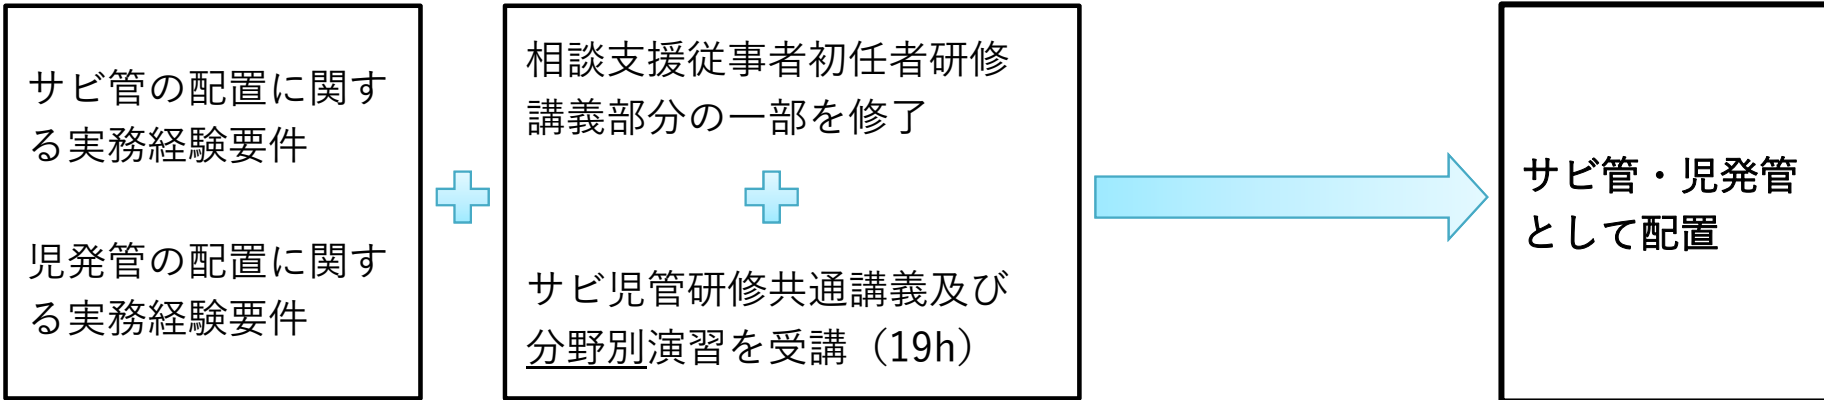 サビ管の配置に関す
る実務経験要件
児発管の配置に関す
る実務経験要件
相談支援従事者初任者研修
講義部分の一部を修了
サビ児管研修共通講義及び
分野別演習を受講（19h）
サビ管・児発管
として配置